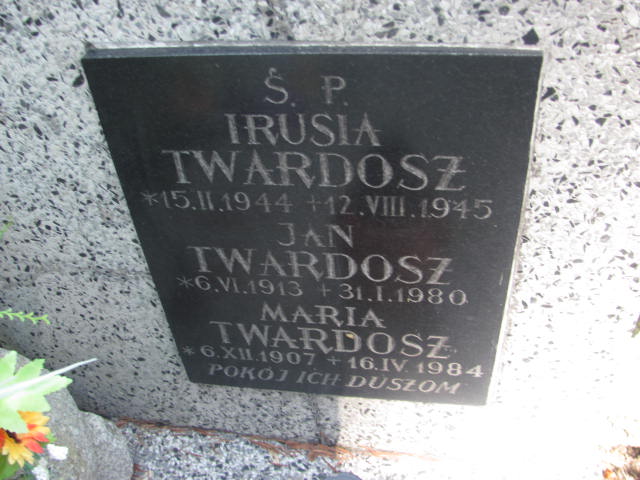 Ś. P.
IRUSIA
TWARDOSZ
*15.II.1944 +12.VIII.1945
JAN
TWARDOSZ
*6.VI.1913 +31.I.1980
MARIA
TWARDOSZ
*6.XII.1907 +16.IV.1984
POKÓJ ICH DUSZOM